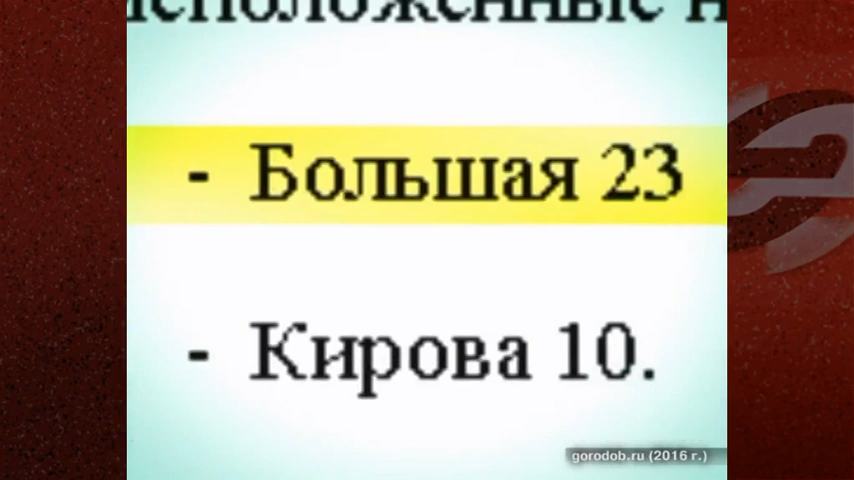 - Большая 23
- Кирова 10.
gorodob.ru (2016 г.)